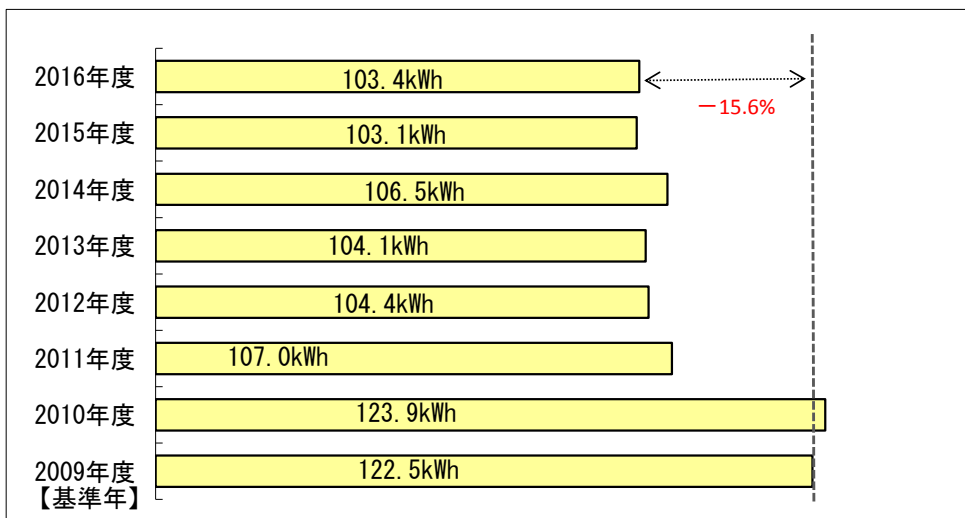 2016年度 103.4kWh
－15.6%
2015年度 103.1kWh
2014年度 106.5kWh
2013年度 104.1kWh
2012年度 104.4kWh
2011年度 107.0kWh
2010年度 123.9kWh
2009年度 122.5kWh
【基準年】